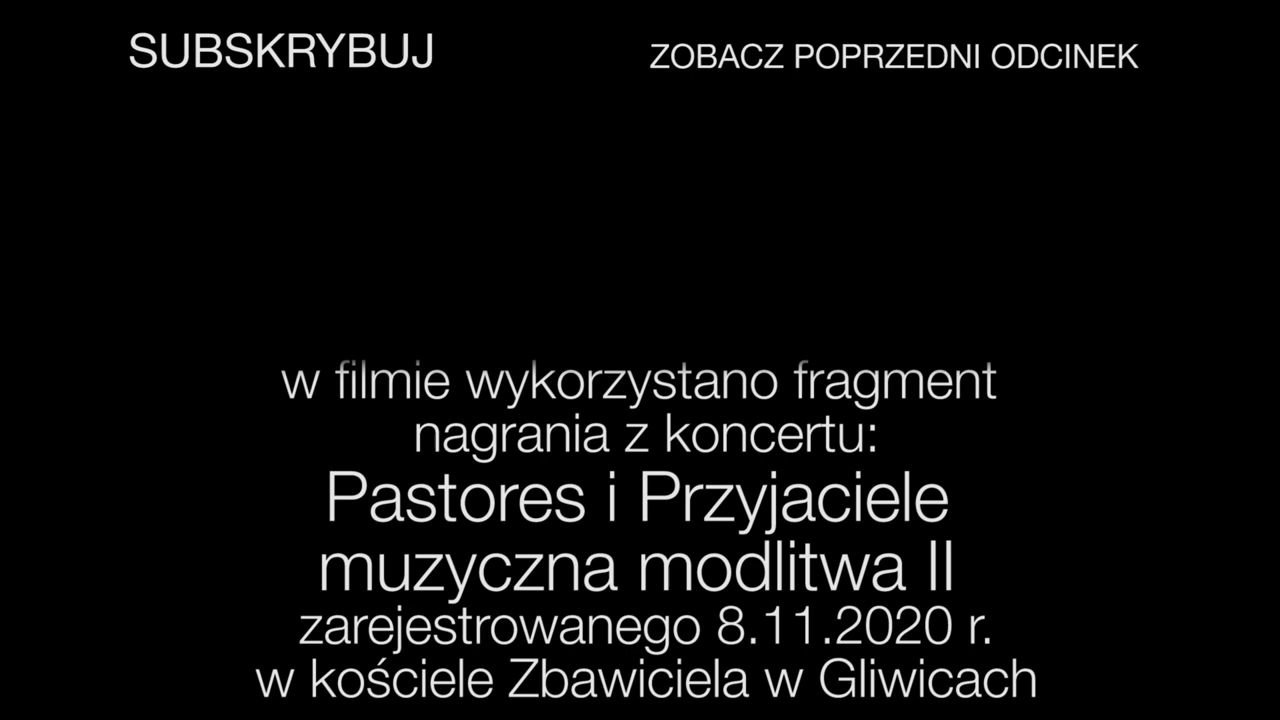 SUBSKRYBUJ
ZOBACZ POPRZEDNI ODCINEK
w filmie wykorzystano fragment
nagrania z koncertu:
Pastores i Przyjaciele
muzyczna modlitwa II
zarejestrowanego 8.11.2020 r.
w kościele Zbawiciela w Gliwicach